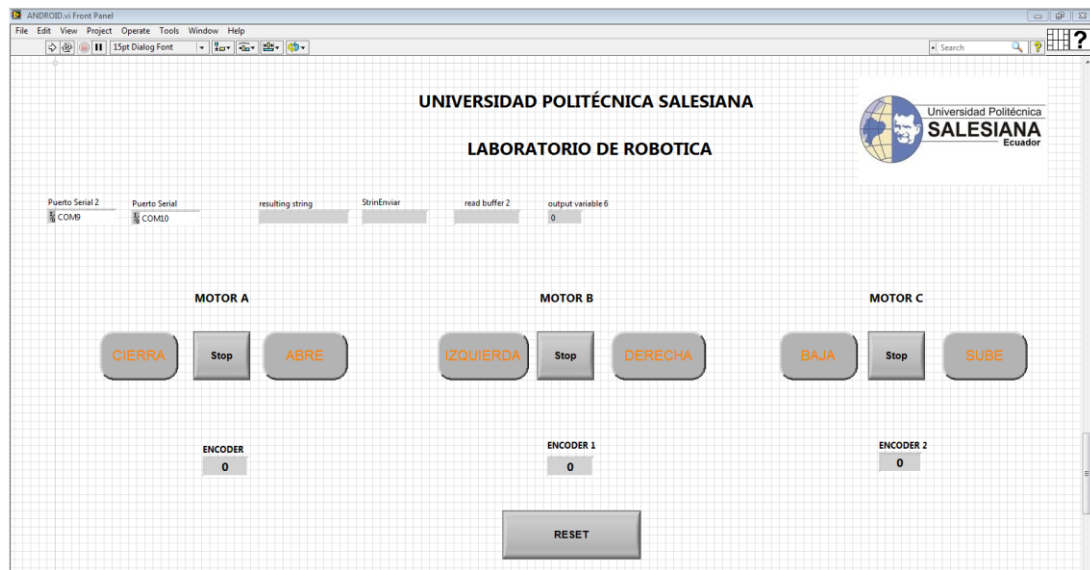 ANDROID.vi Front Panel
File Edit View Project Operate Tools Window Help
15pt Dialog Font
Search
?
?
UNIVERSIDAD POLITÉCNICA SALESIANA
Universidad Politécnica
SALESIANA
Ecuador
LABORATORIO DE ROBOTICA
Puerto Serial 2 Puerto Serial resulting string StrinEnviar read buffer 2 output variable 6
COM9 COM10 0
MOTOR A MOTOR B MOTOR C
CIERRA Stop ABRE IZQUIERDA Stop DERECHA BAJA Stop SUBE
ENCODER ENCODER 1 ENCODER 2
0 0 0
RESET